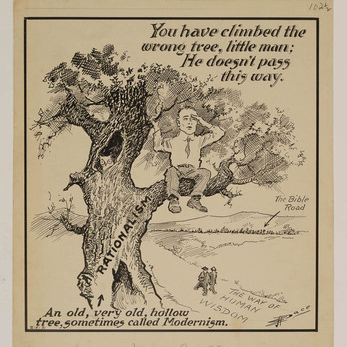 You have climbed the
wrong tree, little man;
He doesn't pass
this way.
The Bible
Road
RATIONALISM.
THE WAY OF
HUMAN
WISDOM
Pace
An old, very old, hollow
tree, sometimes called Modernism.